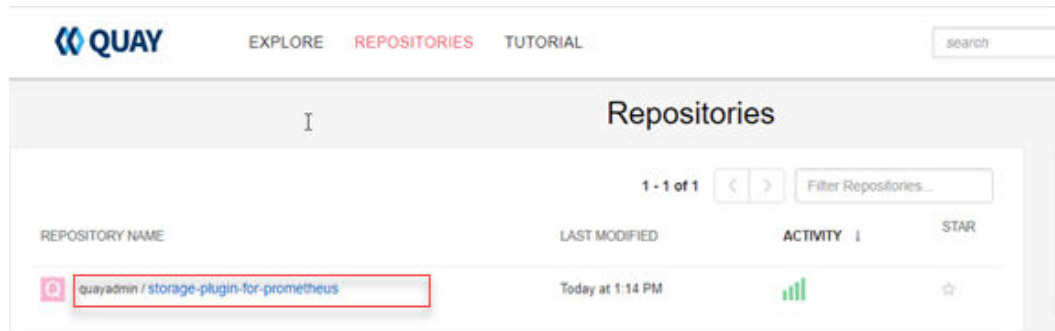 QUAY EXPLORE REPOSITORIES TUTORIAL search
Repositories
1 - 1 of 1 < > Filter Repositories...
REPOSITORY NAME LAST MODIFIED ACTIVITY ↓ STAR
Q quayadmin / storage-plugin-for-prometheus Today at 1:14 PM